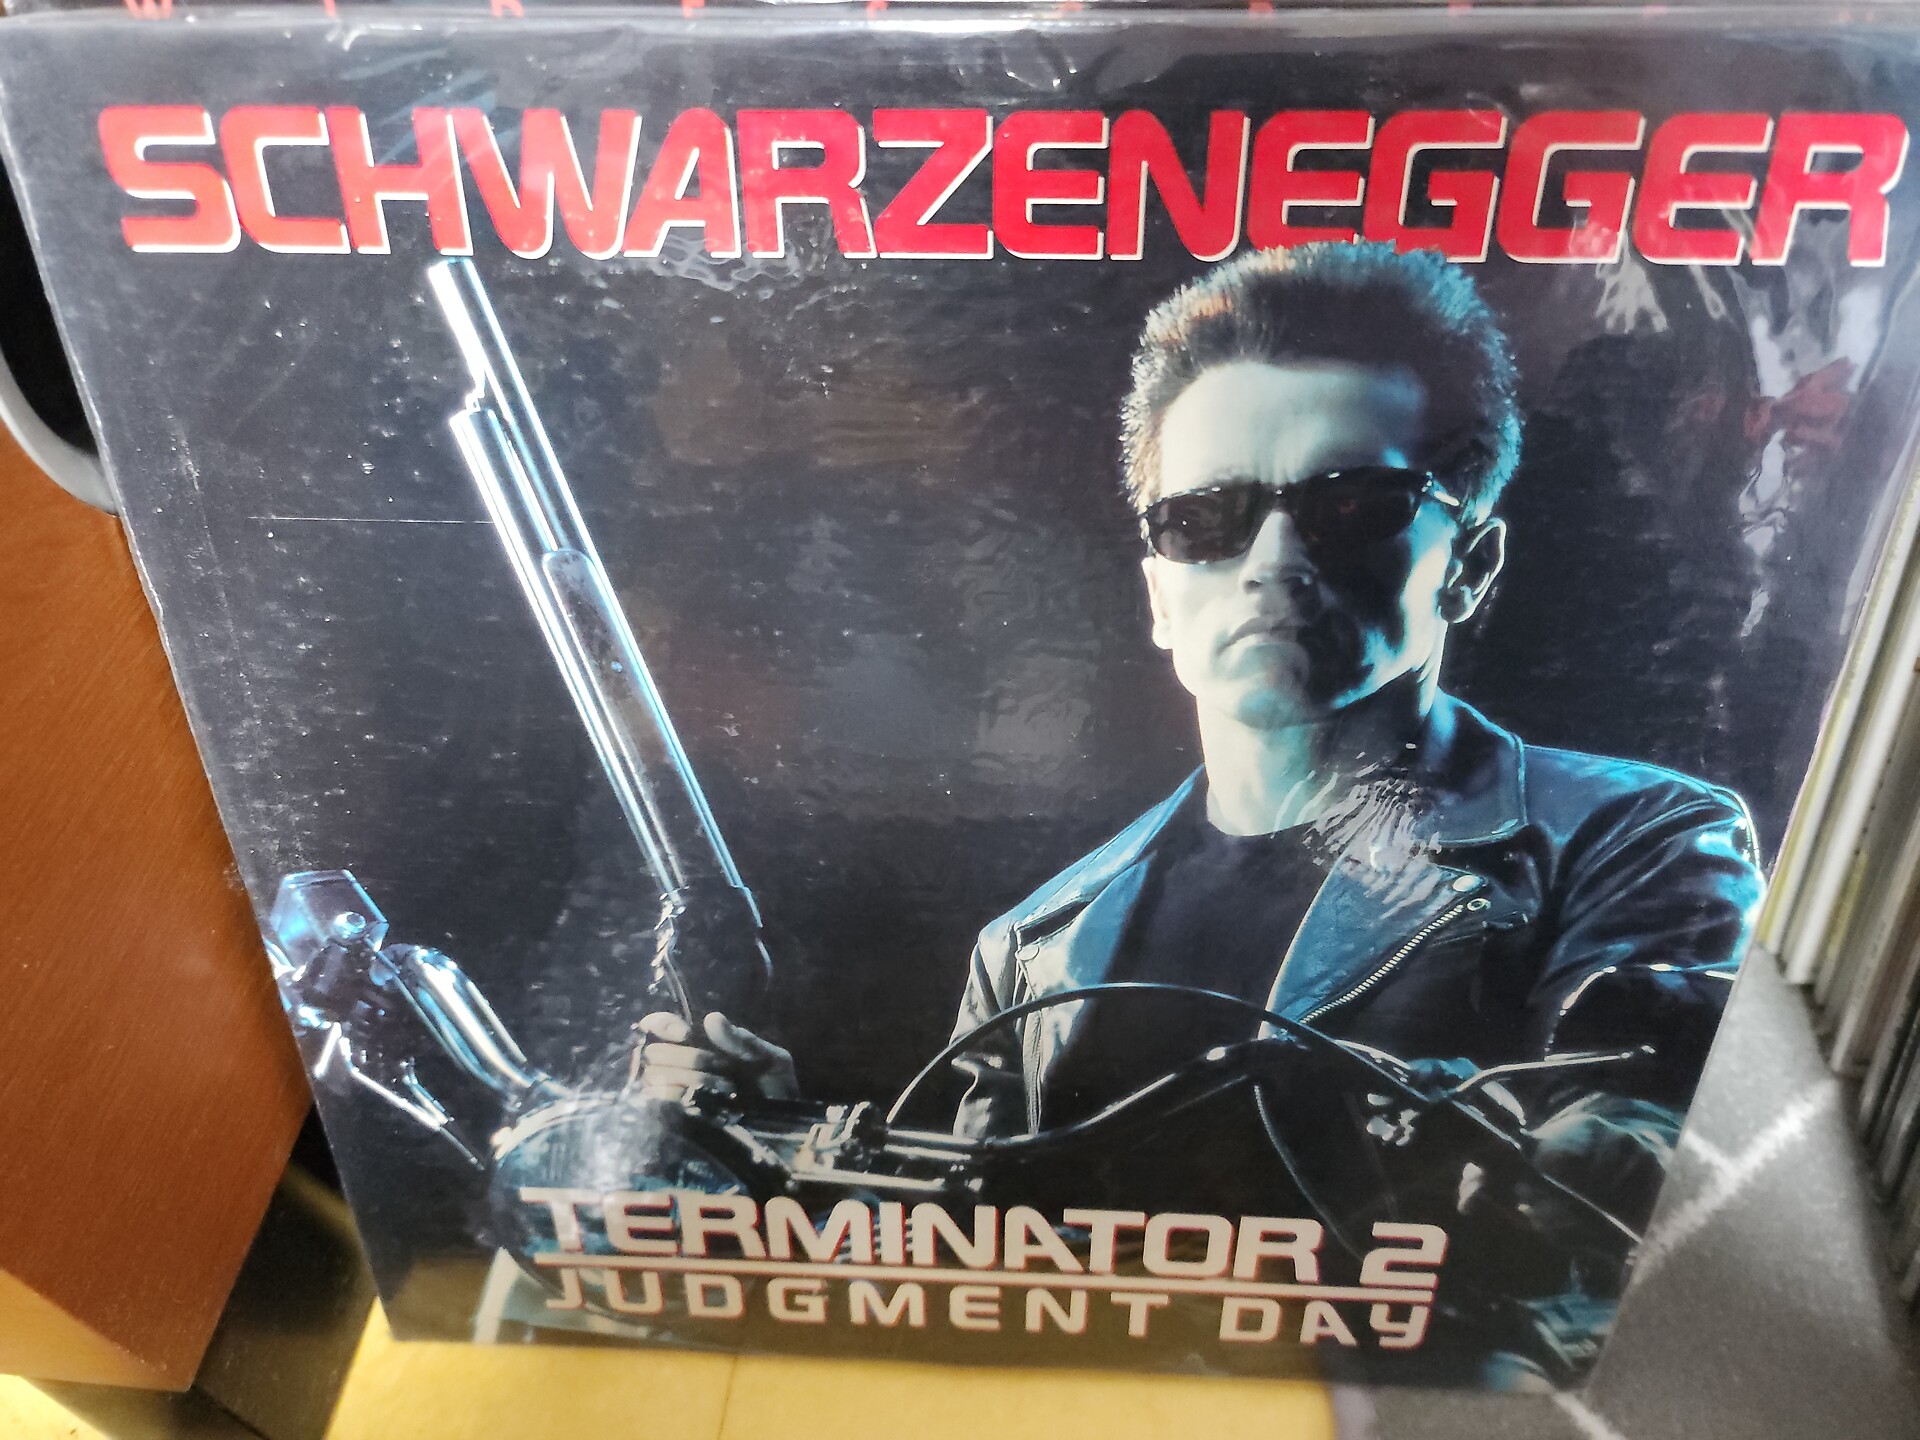 SCHWARZENEGGER
TERMINATOR 2
JUDGMENT DAY